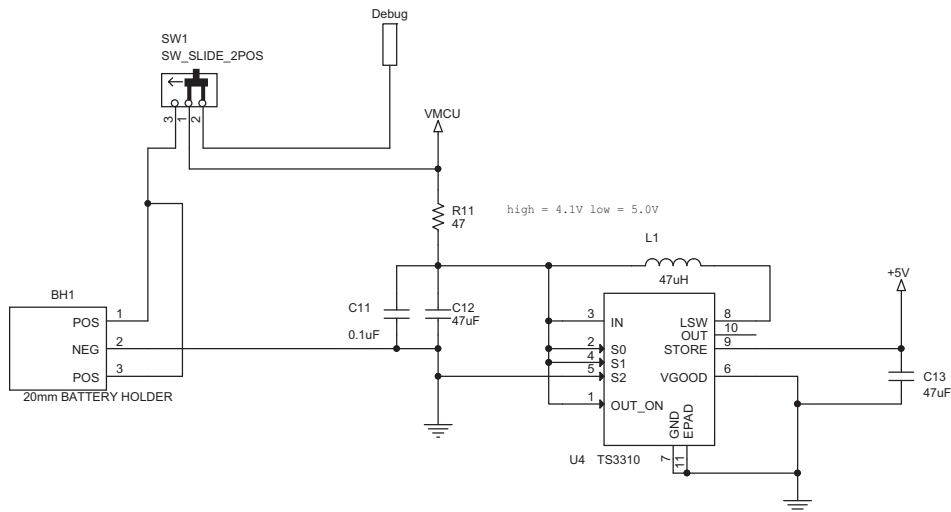 Debug
SW1
SW_SLIDE_2POS
3
1
2
VMCU
R11
47
high = 4.1V low = 5.0V
L1
47uH
+5V
BH1
POS
1
NEG
2
POS
3
20mm BATTERY HOLDER
C11
0.1uF
C12
47uF
3
IN
2
S0
4
S1
5
S2
1
OUT_ON
LSW
8
OUT
10
STORE
9
VGOOD
6
GND
EPAD
7
11
U4 TS3310
C13
47uF